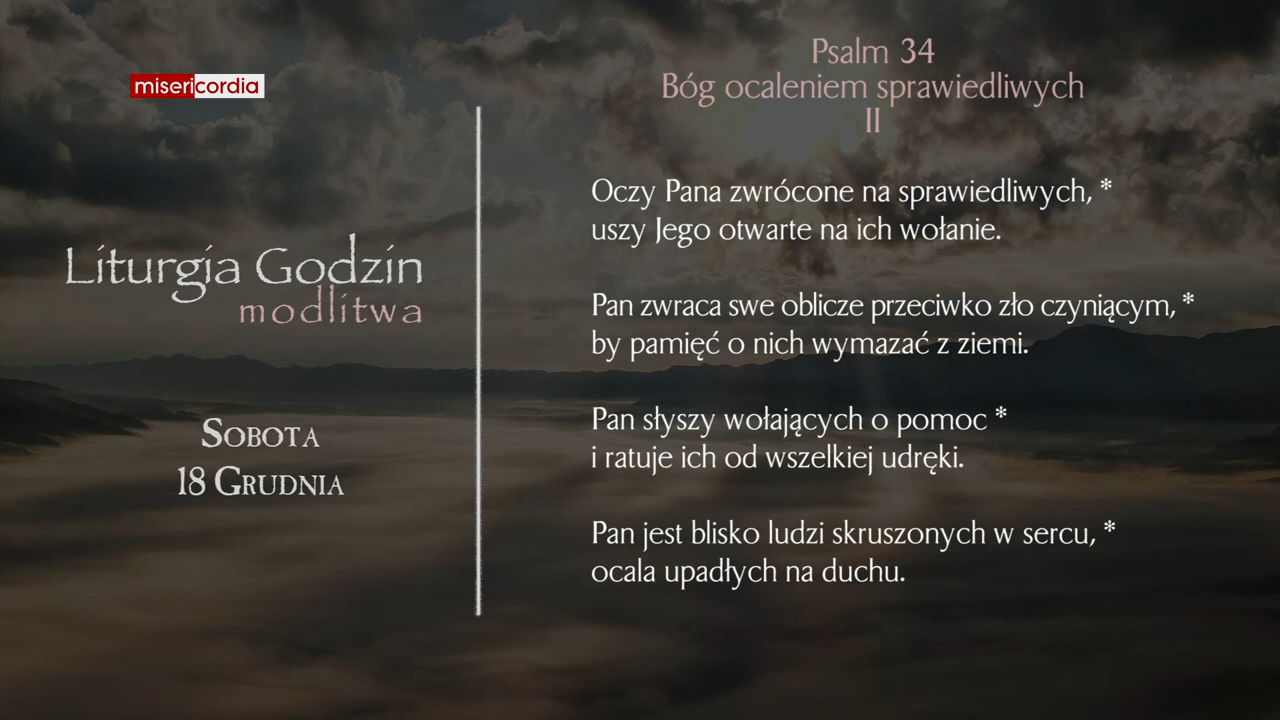 misericordia
Liturgia Godzin
modlitwa
Sobota
18 Grudnia
Psalm 34
Bóg ocaleniem sprawiedliwych
II
Oczy Pana zwrócone na sprawiedliwych, *
uszy Jego otwarte na ich wołanie.
Pan zwraca swe oblicze przeciwko zło czyniącym, *
by pamięć o nich wymazać z ziemi.
Pan słyszy wołających o pomoc *
i ratuje ich od wszelkiej udręki.
Pan jest blisko ludzi skruszonych w sercu, *
ocala upadłych na duchu.